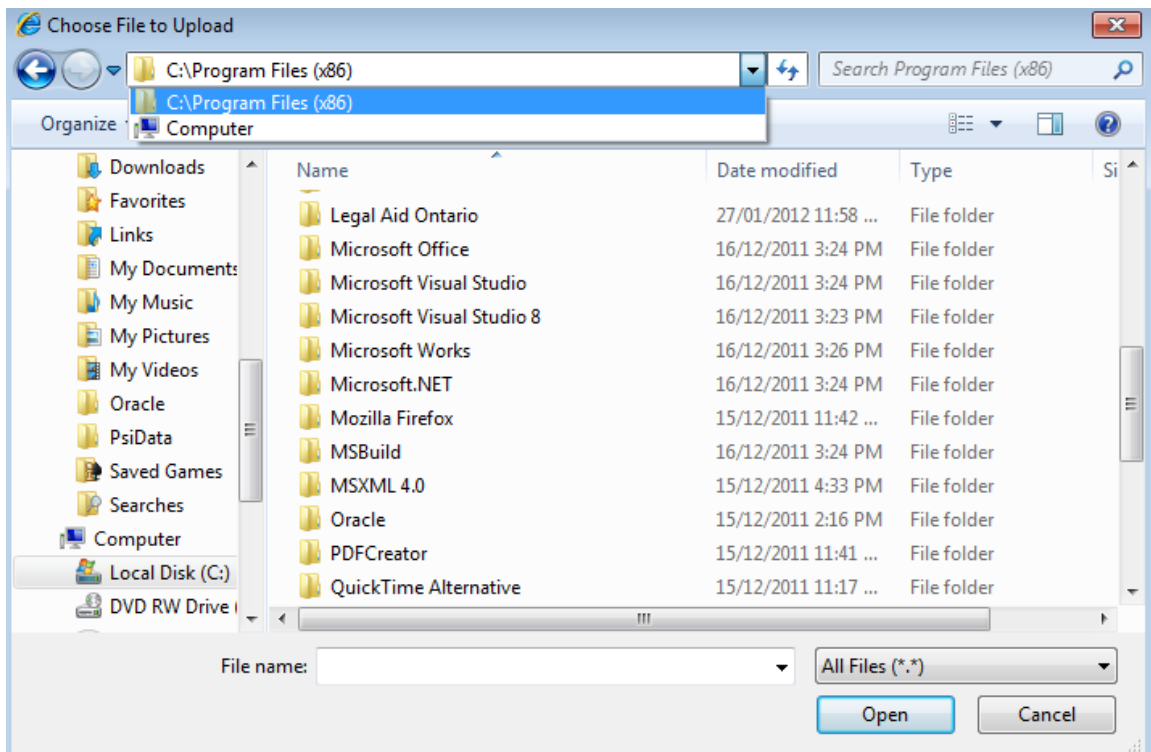 Choose File to Upload
C:\Program Files (x86)
Search Program Files (x86)
C:\Program Files (x86)
Computer
Organize
Downloads
Favorites
Links
My Documents
My Music
My Pictures
My Videos
Oracle
PsiData
Saved Games
Searches
Computer
Local Disk (C:)
DVD RW Drive (
Name Date modified Type Si
Legal Aid Ontario 27/01/2012 11:58 ... File folder
Microsoft Office 16/12/2011 3:24 PM File folder
Microsoft Visual Studio 16/12/2011 3:24 PM File folder
Microsoft Visual Studio 8 16/12/2011 3:23 PM File folder
Microsoft Works 16/12/2011 3:26 PM File folder
Microsoft.NET 16/12/2011 3:24 PM File folder
Mozilla Firefox 15/12/2011 11:42 ... File folder
MSBuild 16/12/2011 3:24 PM File folder
MSXML 4.0 15/12/2011 4:33 PM File folder
Oracle 15/12/2011 2:16 PM File folder
PDFCreator 15/12/2011 11:41 ... File folder
QuickTime Alternative 15/12/2011 11:17 ... File folder
File name: All Files (*.*)
Open Cancel